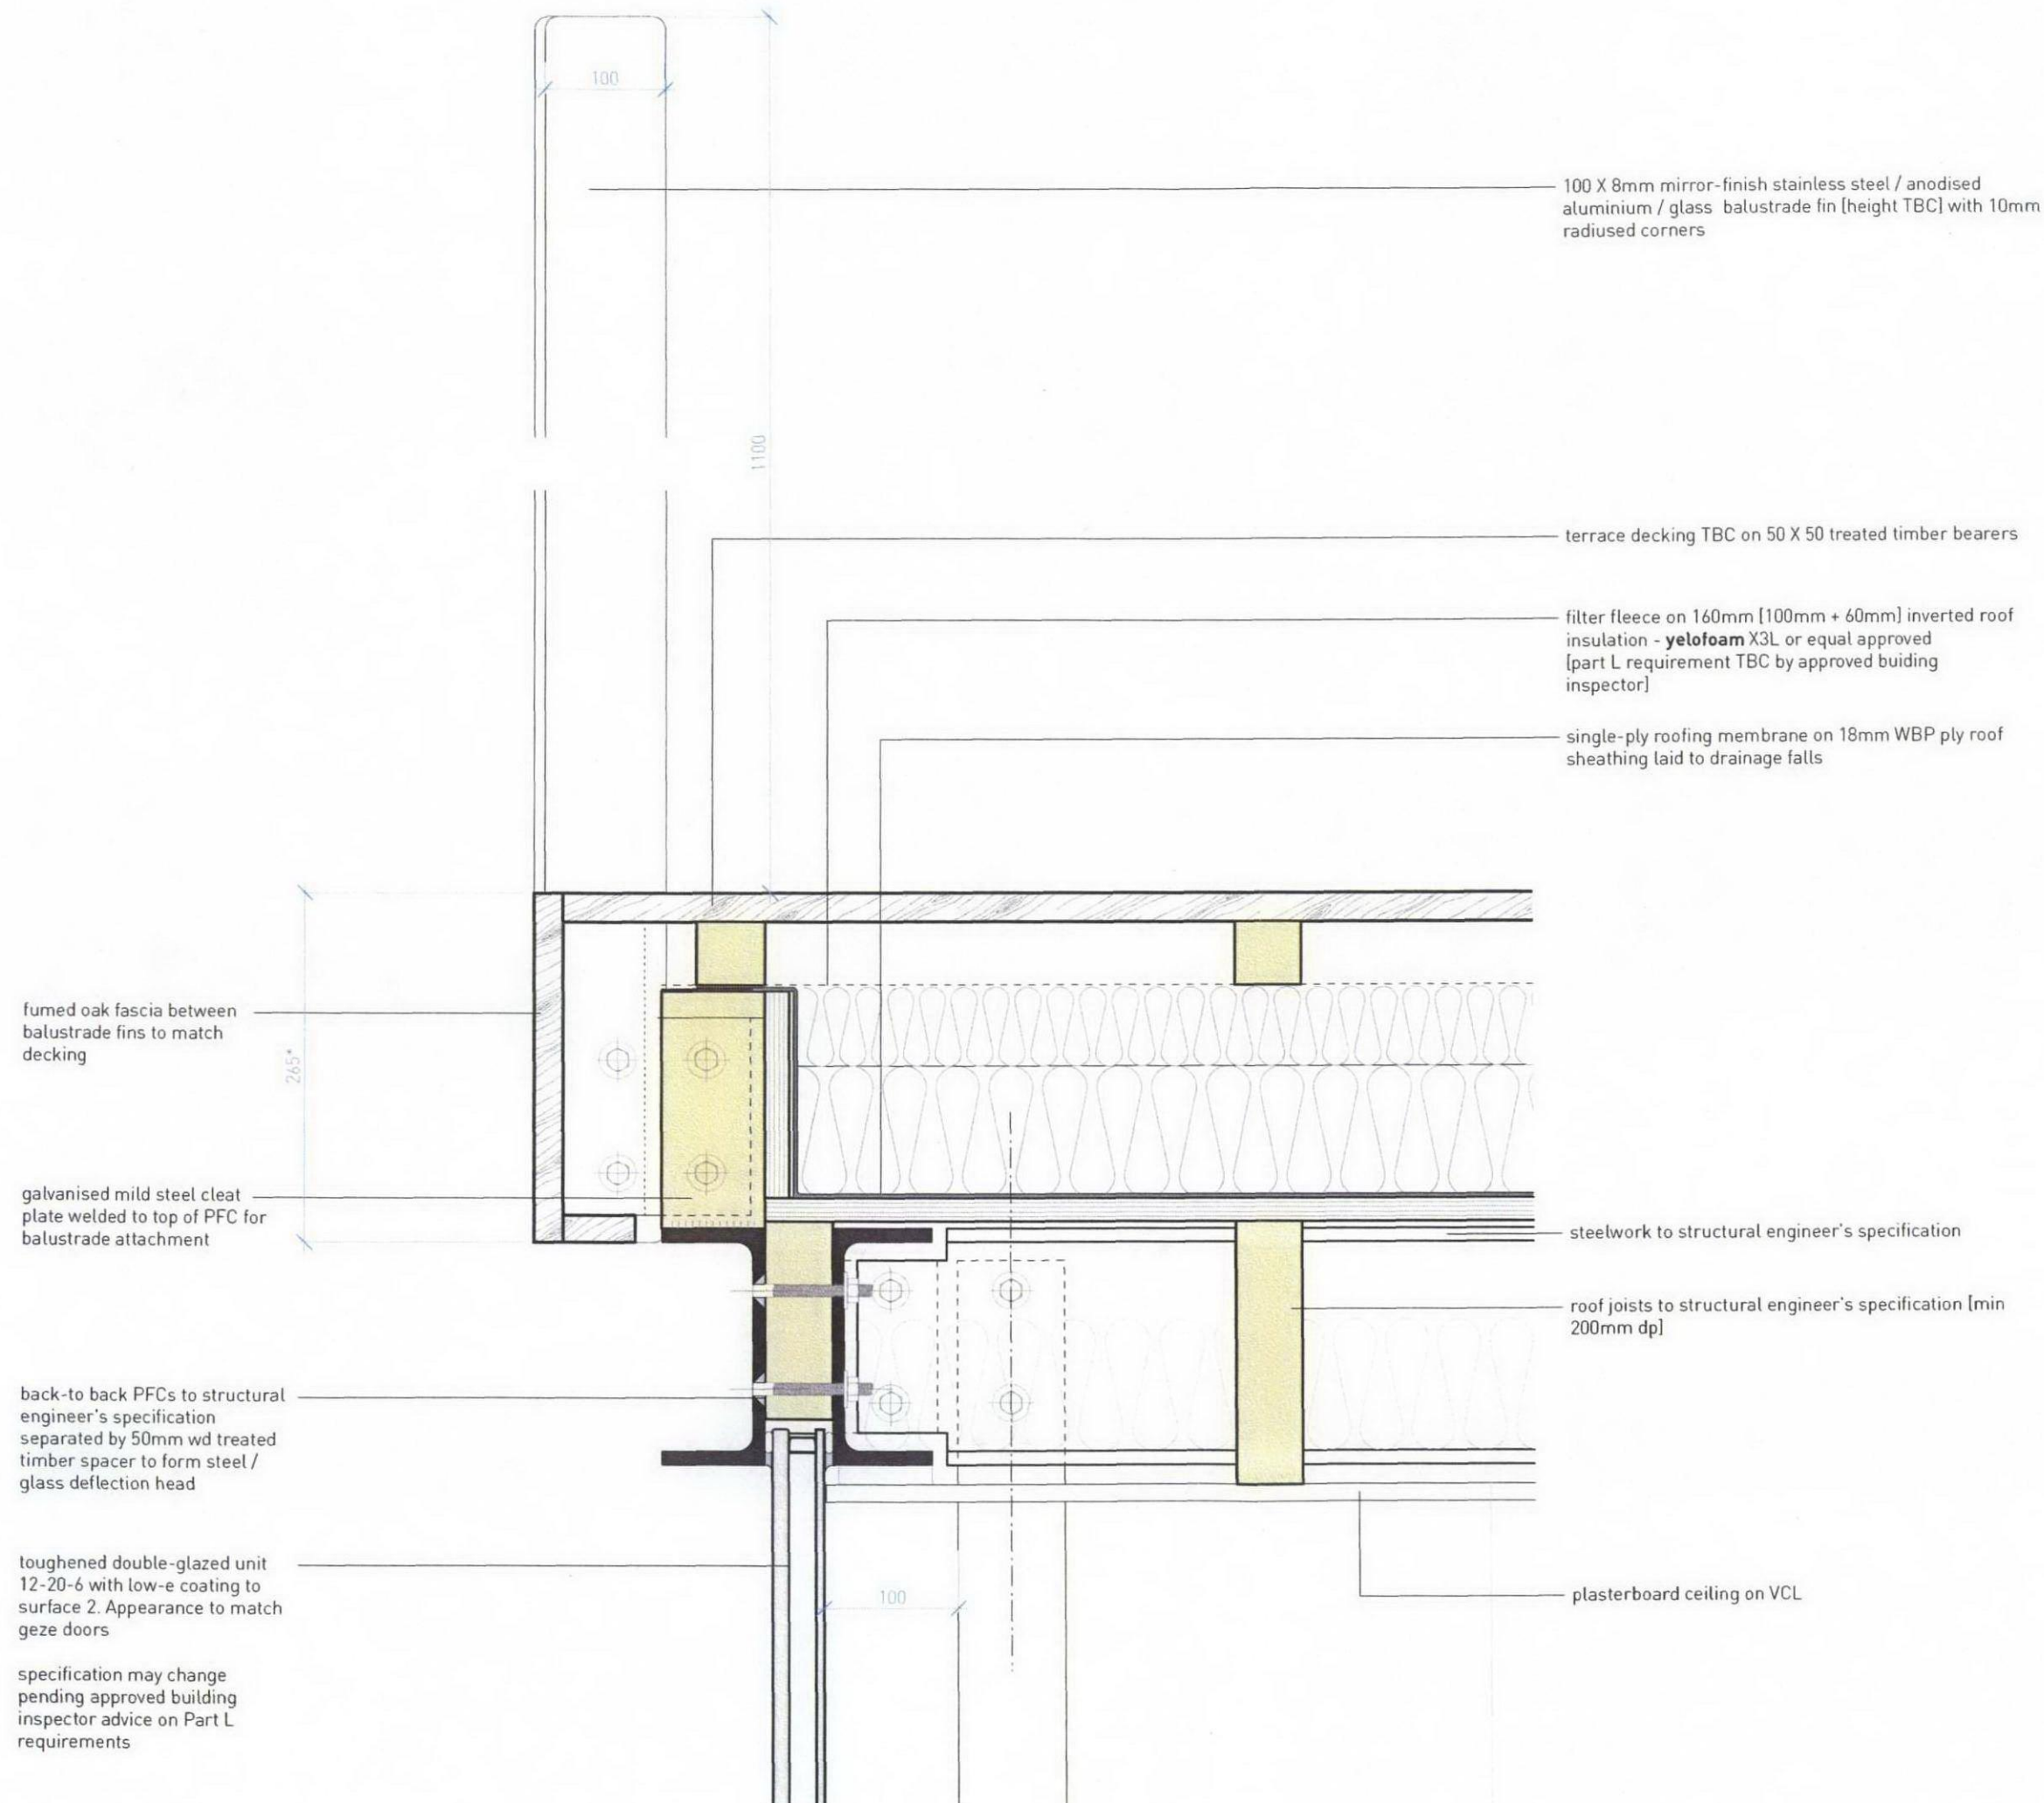 100
1100
100 X 8mm mirror-finish stainless steel / anodised
aluminium / glass balustrade fin [height TBC] with 10mm
radiused corners
terrace decking TBC on 50 X 50 treated timber bearers
filter fleece on 160mm [100mm + 60mm] inverted roof
insulation - yelofoam X3L or equal approved
[part L requirement TBC by approved buiding
inspector]
single-ply roofing membrane on 18mm WBP ply roof
sheathing laid to drainage falls
fumed oak fascia between
balustrade fins to match
decking
265*
galvanised mild steel cleat
plate welded to top of PFC for
balustrade attachment
steelwork to structural engineer's specification
roof joists to structural engineer's specification [min
200mm dp]
back-to back PFCs to structural
engineer's specification
separated by 50mm wd treated
timber spacer to form steel /
glass deflection head
toughened double-glazed unit
12-20-6 with low-e coating to
surface 2. Appearance to match
geze doors
100
plasterboard ceiling on VCL
specification may change
pending approved building
inspector advice on Part L
requirements